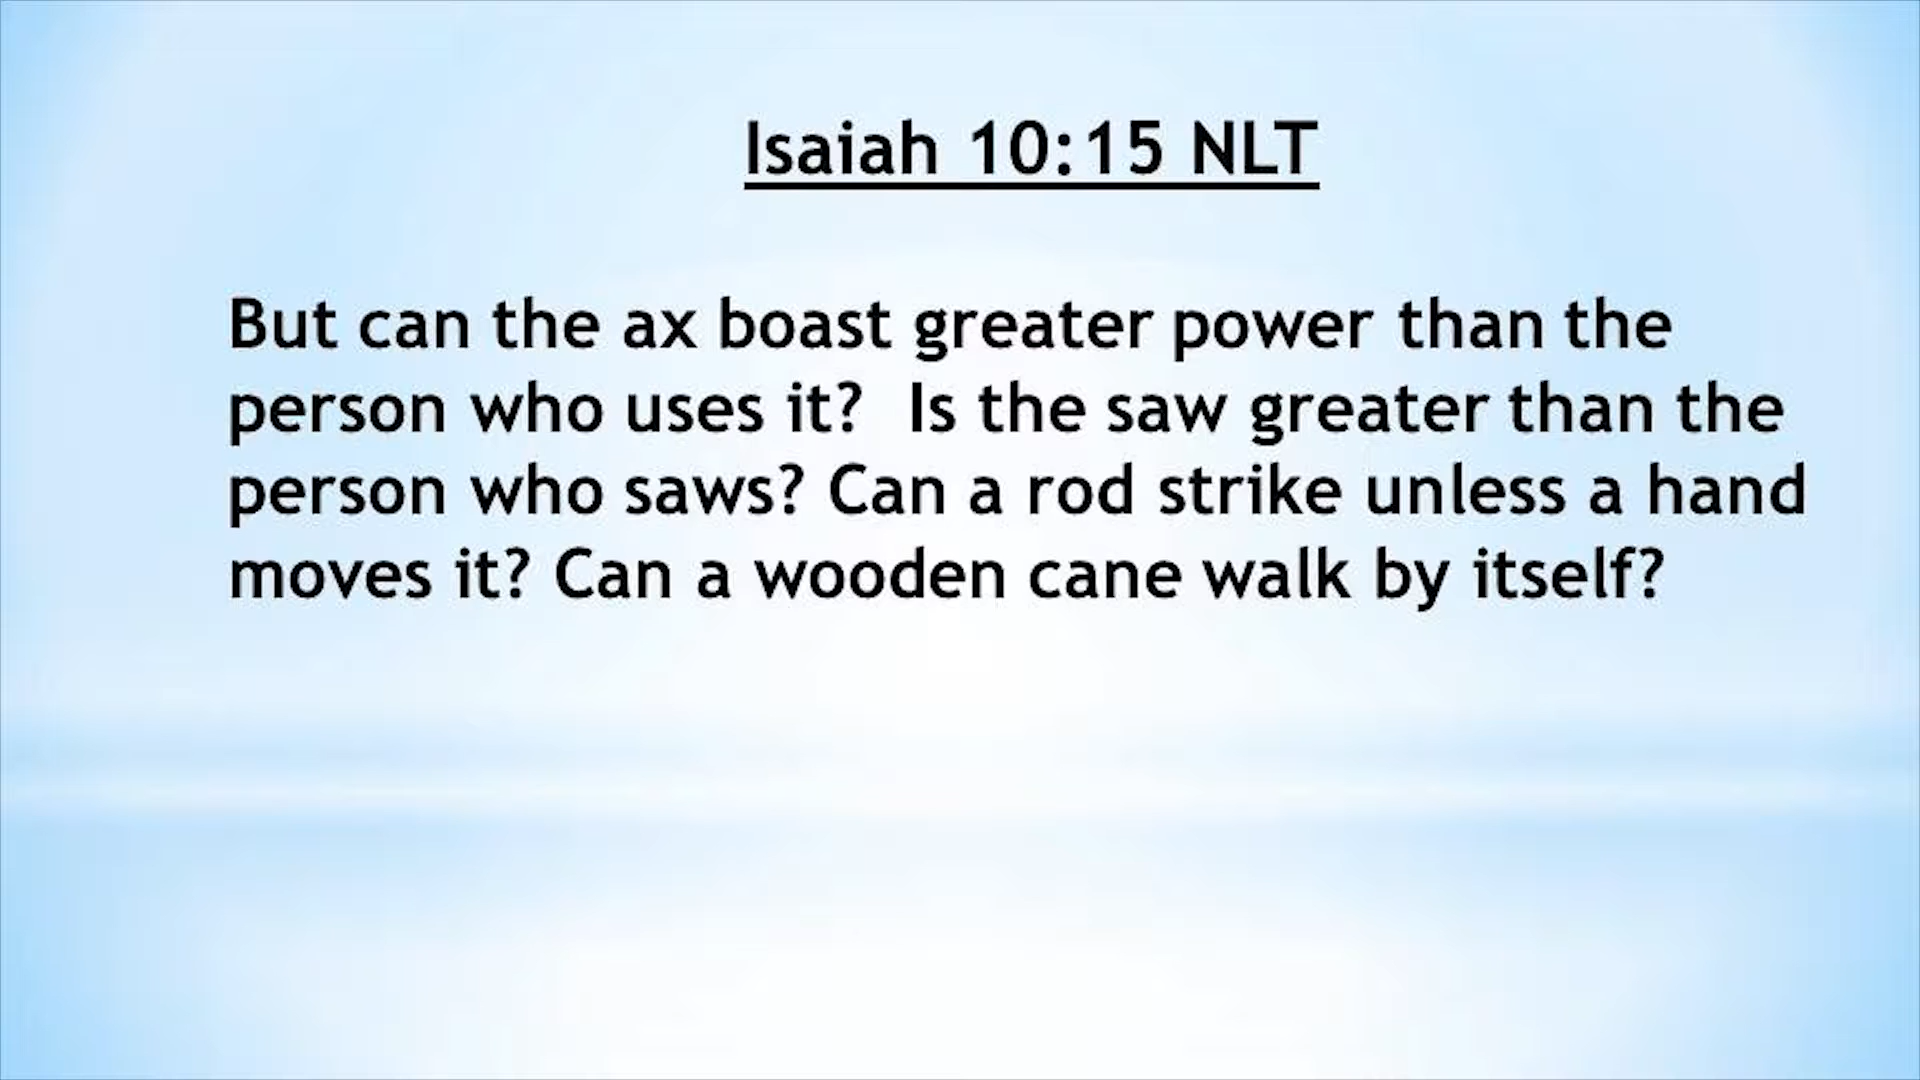 Isaiah 10:15 NLT
But can the ax boast greater power than the
person who uses it?  Is the saw greater than the
person who saws? Can a rod strike unless a hand
moves it? Can a wooden cane walk by itself?